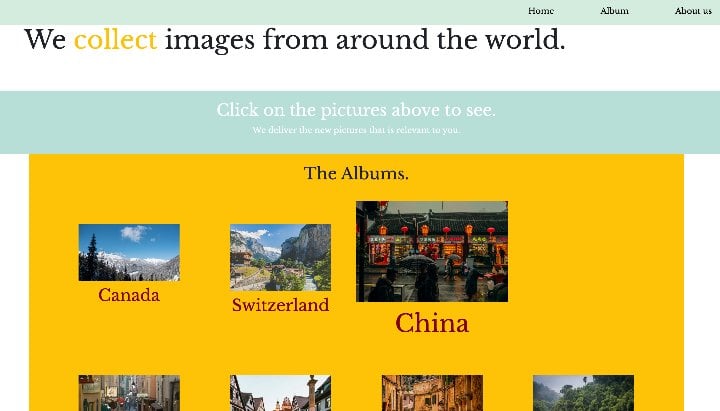 Home Album About us
We collect images from around the world.
Click on the pictures above to see.
We deliver the new pictures that is relevant to you.
The Albums.
Canada
Switzerland
China